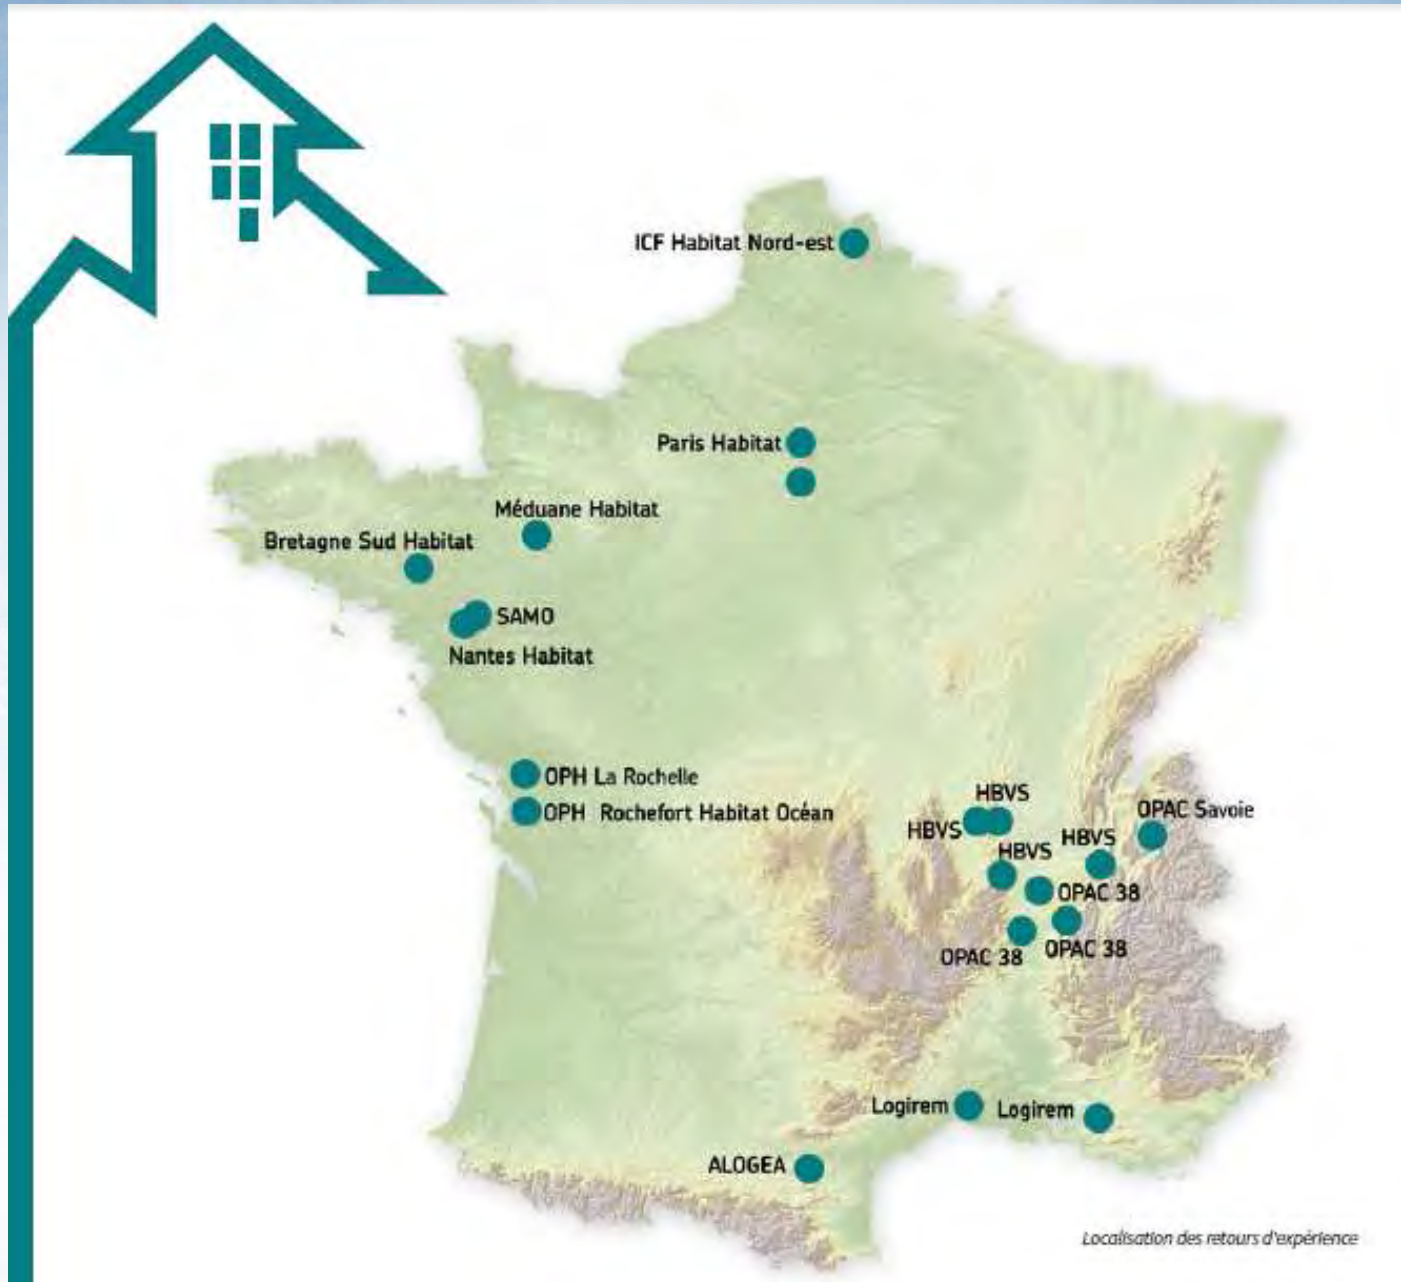 ICF Habitat Nord-est
Paris Habitat
Méduane Habitat
Bretagne Sud Habitat
SAMO
Nantes Habitat
OPH La Rochelle
OPH Rochefort Habitat Océan
HBVS
HBVS
OPAC Savoie
HBVS
HBVS
OPAC 38
OPAC 38
OPAC 38
Logirem
Logirem
ALOGEA
Localisation des retours d'expérience